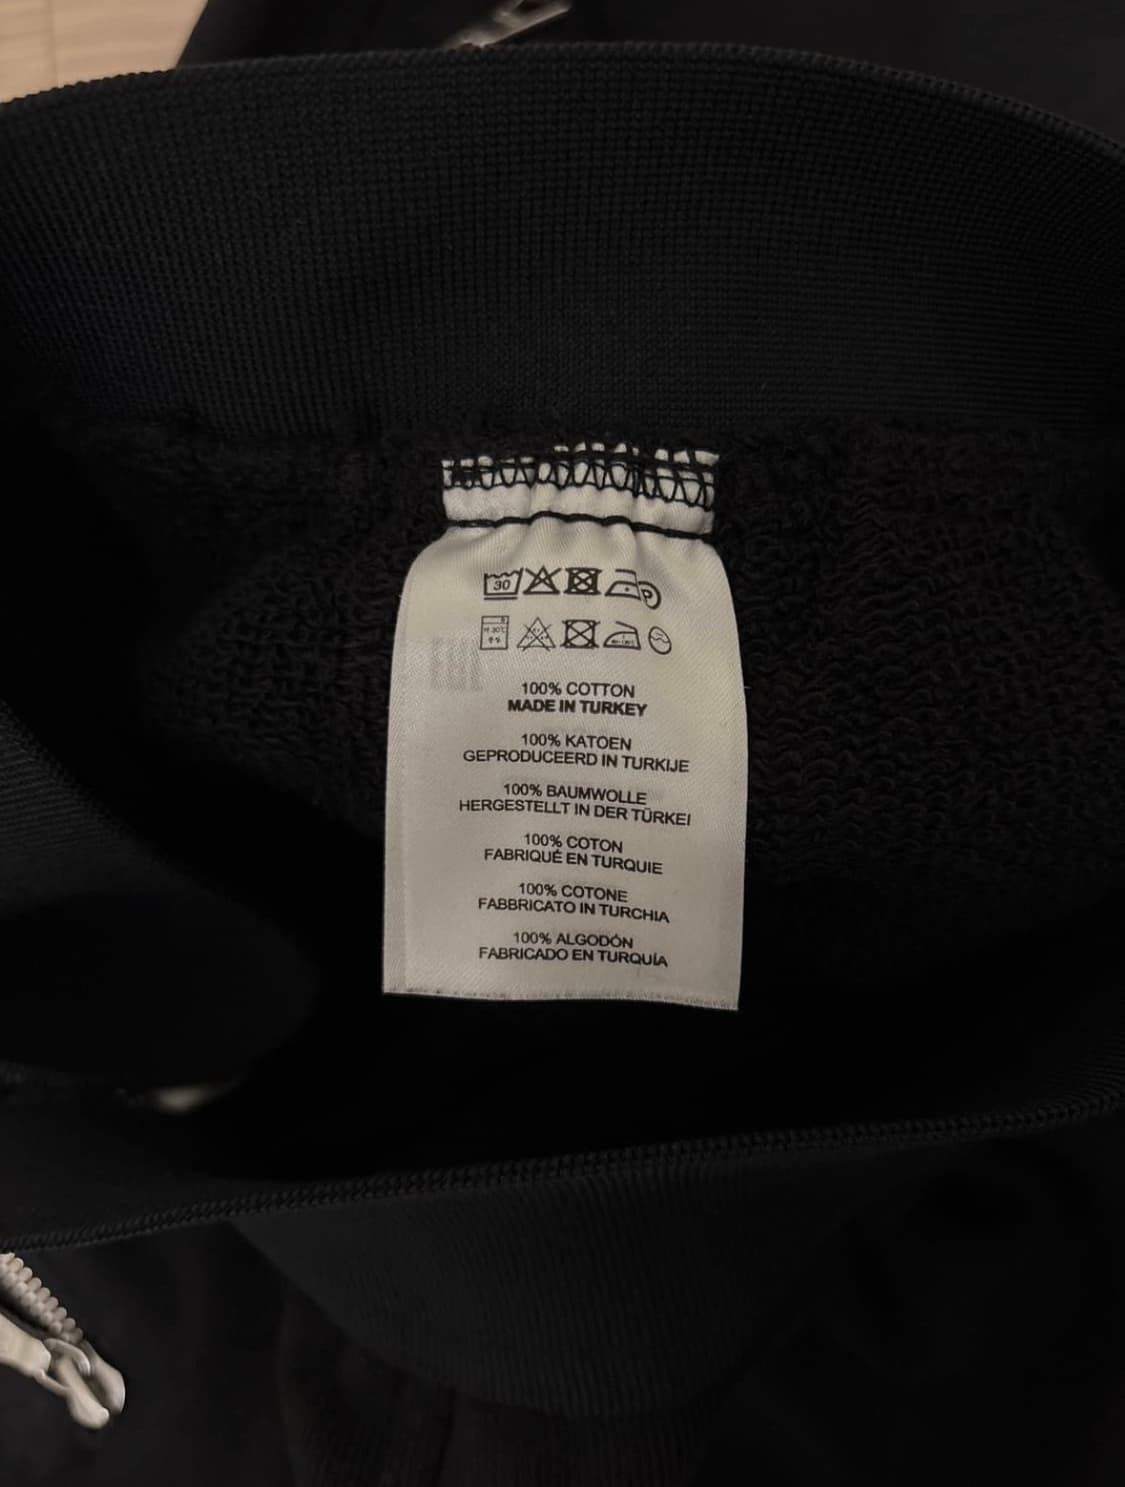 30
P
100% COTTON
MADE IN TURKEY
100% KATOEN
GEPRODUCEERD IN TURKIJE
100% BAUMWOLLE
HERGESTELLT IN DER TÜRKEI
100% COTON
FABRIQUÉ EN TURQUIE
100% COTONE
FABBRICATO IN TURCHIA
100% ALGODÓN
FABRICADO EN TURQUÍA